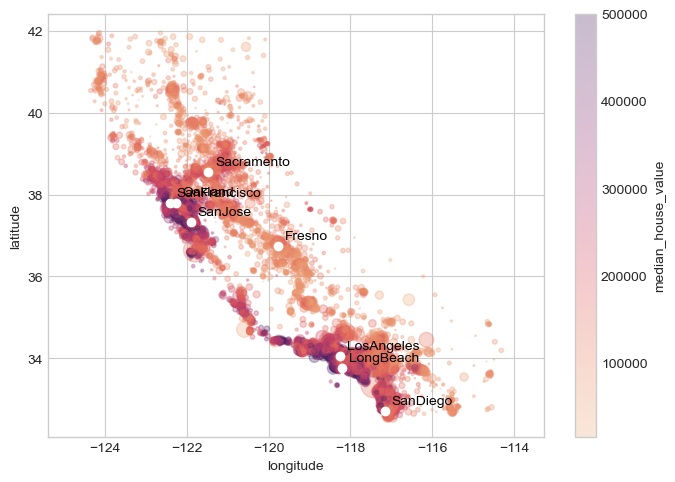 42
40
38
36
34
latitude
−124
−122
−120
−118
−116
−114
longitude
Sacramento
Oakland
SanFrancisco
SanJose
Fresno
LosAngeles
LongBeach
SanDiego
500000
400000
300000
200000
100000
median_house_value